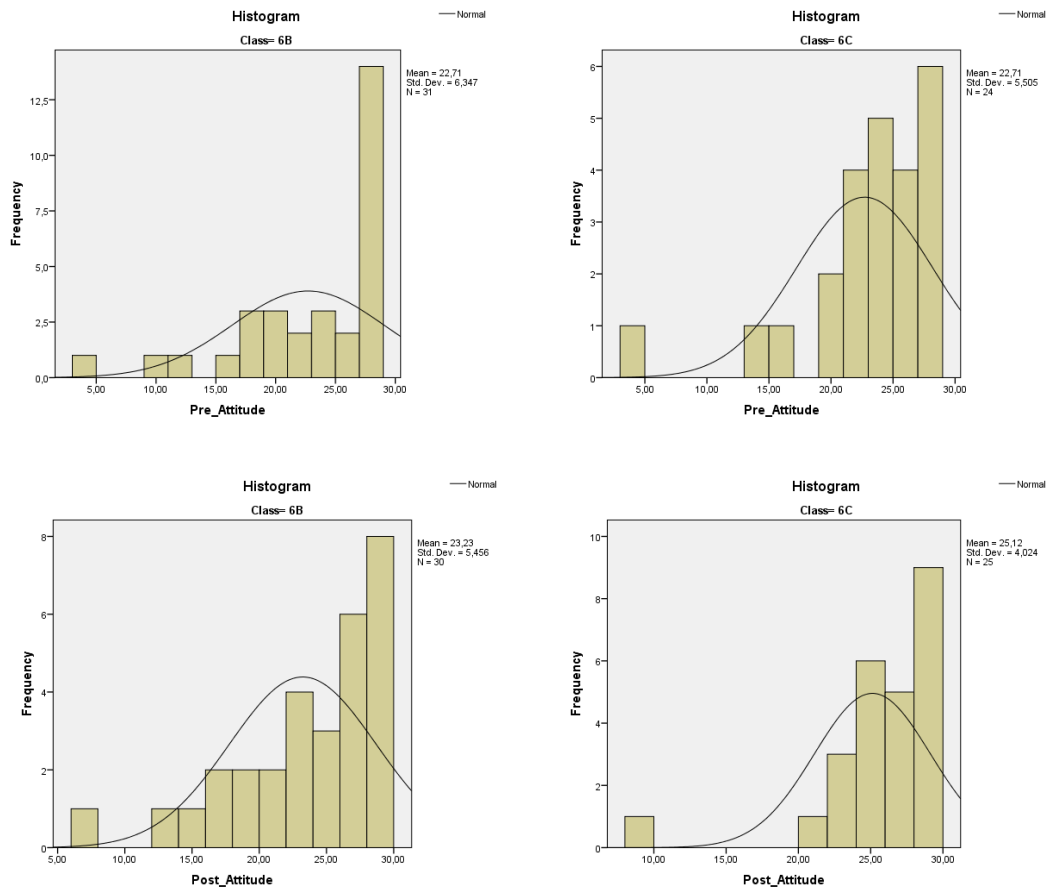 Histogram
Normal
Class= 6B
Mean = 22,71
Std. Dev. = 6,347
N = 31
Frequency
12,5
10,0
7,5
5,0
2,5
0,0
5,00 10,00 15,00 20,00 25,00 30,00
Pre_Attitude
Histogram
Normal
Class= 6C
Mean = 22,71
Std. Dev. = 5,505
N = 24
Frequency
6
5
4
3
2
1
0
5,00 10,00 15,00 20,00 25,00 30,00
Pre_Attitude
Histogram
Normal
Class= 6B
Mean = 23,23
Std. Dev. = 5,456
N = 30
Frequency
8
6
4
2
0
5,00 10,00 15,00 20,00 25,00 30,00
Post_Attitude
Histogram
Normal
Class= 6C
Mean = 25,12
Std. Dev. = 4,024
N = 25
Frequency
10
8
6
4
2
0
10,00 15,00 20,00 25,00 30,00
Post_Attitude